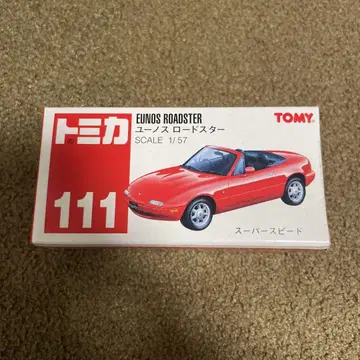 トミカ
111
EUNOS ROADSTER
ユーノス ロードスター
SCALE 1/57
TOMY
スーパースピード